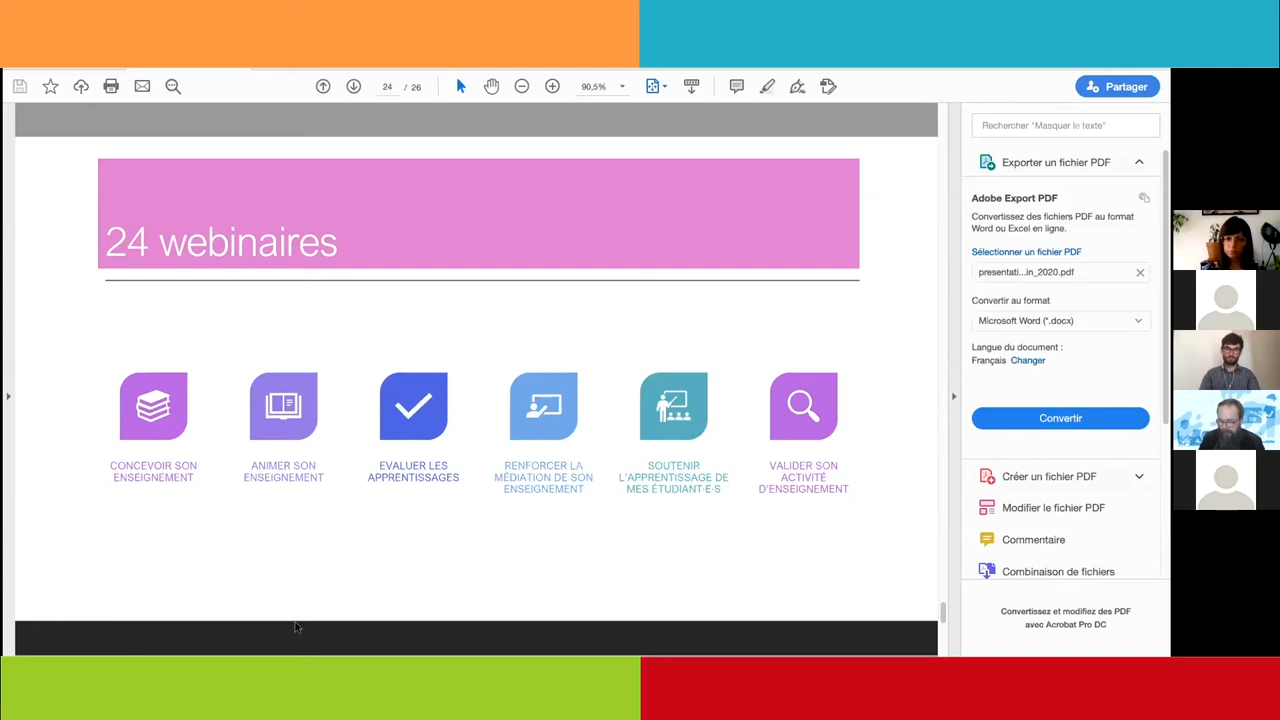 24 / 26
90,5%
Partager
24 webinaires
CONCEVOIR SON
ENSEIGNEMENT
ANIMER SON
ENSEIGNEMENT
EVALUER LES
APPRENTISSAGES
RENFORCER LA
MÉDIATION DE SON
ENSEIGNEMENT
SOUTENIR
L'APPRENTISSAGE DE
MES ÉTUDIANT·E·S
VALIDER SON
ACTIVITÉ
D'ENSEIGNEMENT
Rechercher "Masquer le texte"
Exporter un fichier PDF
Adobe Export PDF
Convertissez des fichiers PDF au format
Word ou Excel en ligne.
Sélectionner un fichier PDF
presentati...in_2020.pdf
Convertir au format
Microsoft Word (*.docx)
Langue du document :
Français Changer
Convertir
Créer un fichier PDF
Modifier le fichier PDF
Commentaire
Combinaison de fichiers
Convertissez et modifiez des PDF
avec Acrobat Pro DC